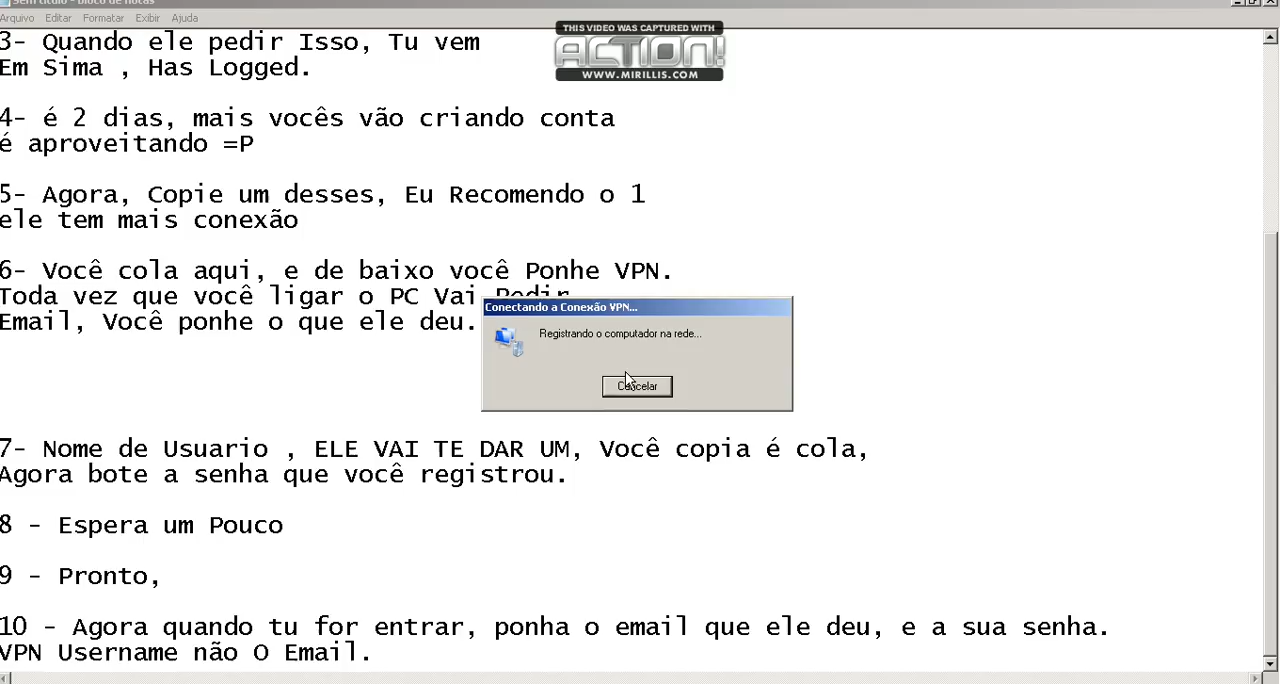 Sem título - Bloco de notas
Arquivo Editar Formatar Exibir Ajuda
THIS VIDEO WAS CAPTURED WITH
ACTION!
WWW.MIRILLIS.COM
3- Quando ele pedir Isso, Tu vem
Em Sima , Has Logged.
4- é 2 dias, mais vocês vão criando conta
é aproveitando =P
5- Agora, Copie um desses, Eu Recomendo o 1
ele tem mais conexão
6- Você cola aqui, e de baixo você Ponhe VPN.
Toda vez que você ligar o PC Vai Pedir
Email, Você ponhe o que ele deu.
Conectando a Conexão VPN...
Registrando o computador na rede...
Cancelar
7- Nome de Usuario , ELE VAI TE DAR UM, Você copia é cola,
Agora bote a senha que você registrou.
8 - Espera um Pouco
9 - Pronto,
10 - Agora quando tu for entrar, ponha o email que ele deu, e a sua senha.
VPN Username não O Email.